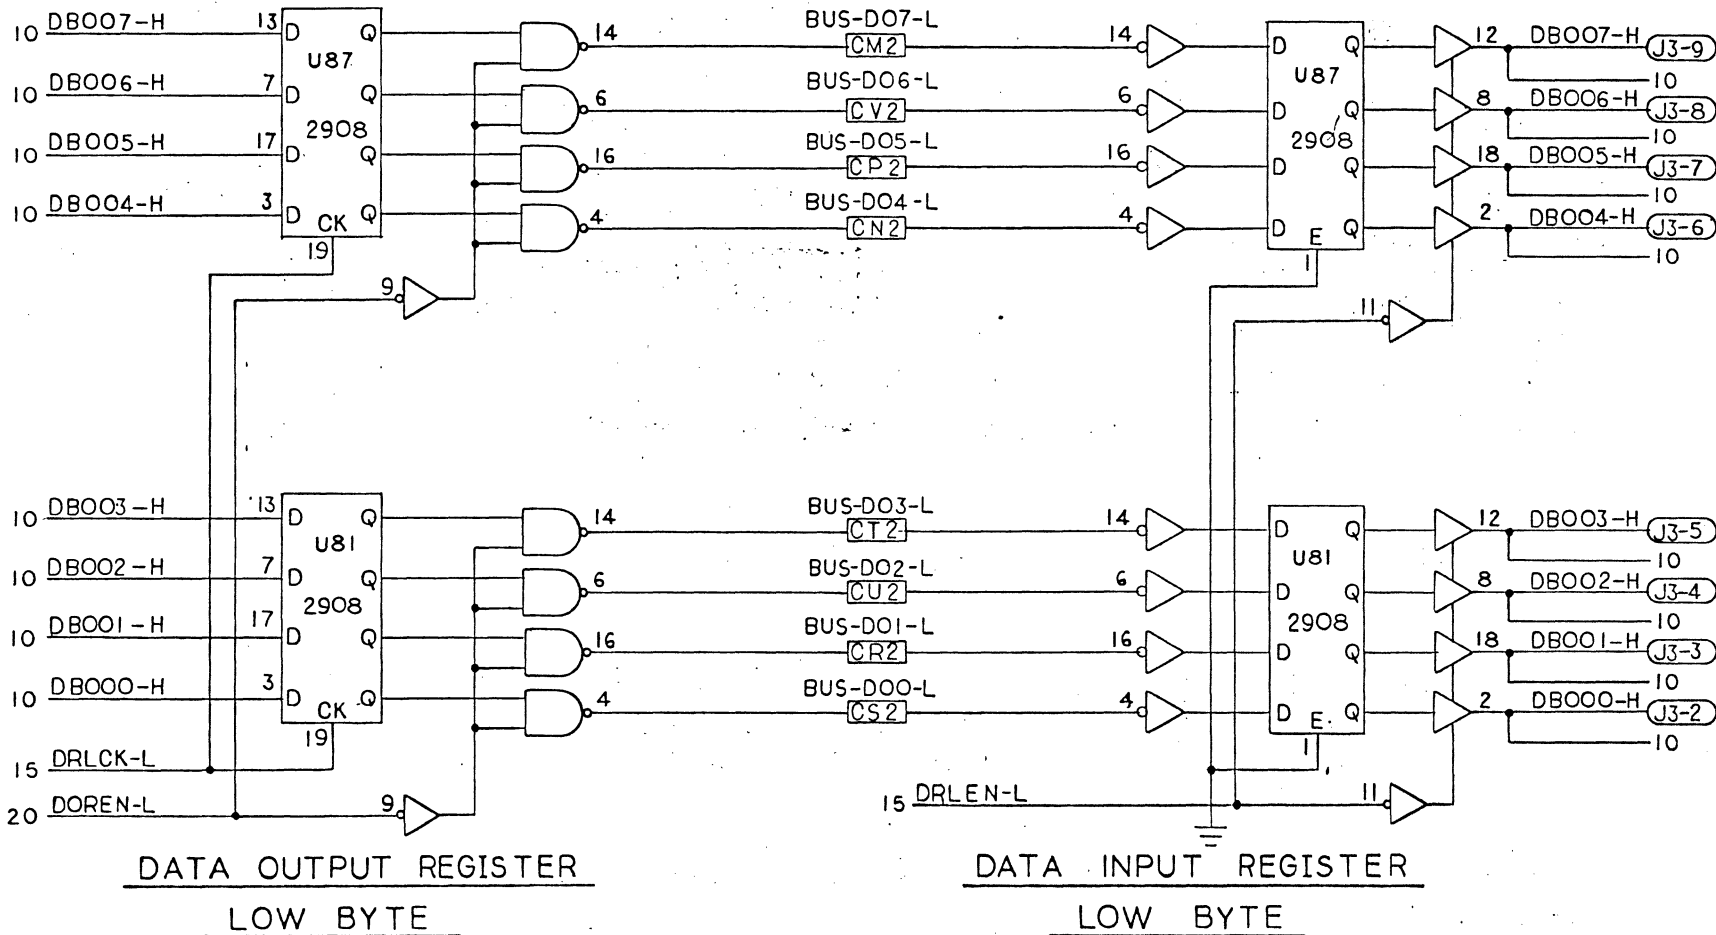 10 DB007-H 13 D Q 14 BUS-D07-L CM2 14 D Q 12 DB007-H J3-9
U87 U87 10
10 DB006-H 7 D Q 6 BUS-D06-L CV2 6 D Q 8 DB006-H J3-8
2908 2908 10
10 DB005-H 17 D Q 16 BUS-D05-L CP2 16 D Q 18 DB005-H J3-7
10
10 DB004-H 3 D Q 4 BUS-D04-L CN2 4 D Q 2 DB004-H J3-6
CK E 10
19 1
9 11
10 DB003-H 13 D Q 14 BUS-D03-L CT2 14 D Q 12 DB003-H J3-5
U81 U81 10
10 DB002-H 7 D Q 6 BUS-D02-L CU2 6 D Q 8 DB002-H J3-4
2908 2908 10
10 DB001-H 17 D Q 16 BUS-D01-L CR2 16 D Q 18 DB001-H J3-3
10
10 DB000-H 3 D Q 4 BUS-D00-L CS2 4 D Q 2 DB000-H J3-2
CK E 10
19 1
15 DRLCK-L
20 DOREN-L 9 15 DRLEN-L 11
DATA OUTPUT REGISTER DATA INPUT REGISTER
LOW BYTE LOW BYTE